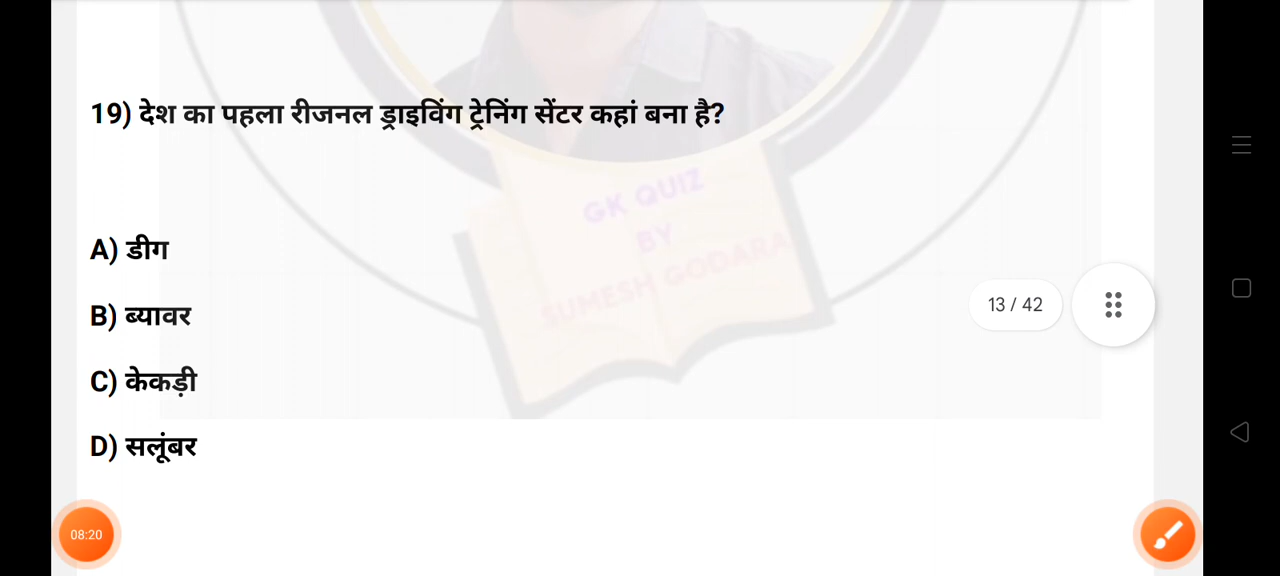 19) देश का पहला रीजनल ड्राइविंग ट्रेनिंग सेंटर कहां बना है?
GK QUIZ
BY
SUMESH GODARA
A) डीग
B) ब्यावर
13 / 42
C) केकड़ी
D) सलूंबर
08:20